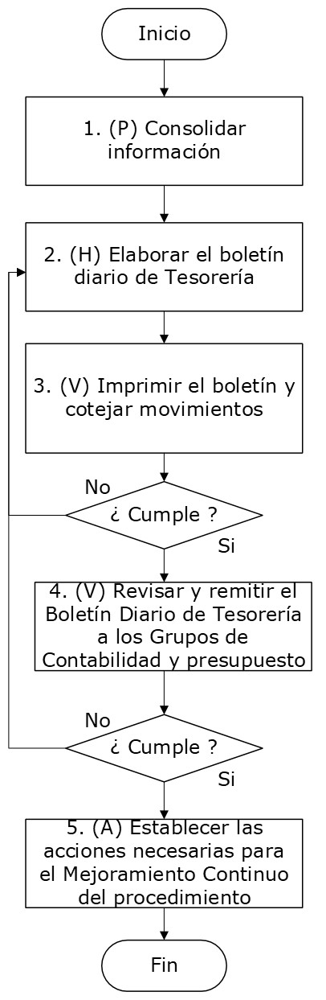 Inicio
1. (P) Consolidar
información
2. (H) Elaborar el boletín
diario de Tesorería
3. (V) Imprimir el boletín y
cotejar movimientos
No
¿ Cumple ?
Si
4. (V) Revisar y remitir el
Boletín Diario de Tesorería
a los Grupos de
Contabilidad y presupuesto
No
¿ Cumple ?
Si
5. (A) Establecer las
acciones necesarias para
el Mejoramiento Continuo
del procedimiento
Fin